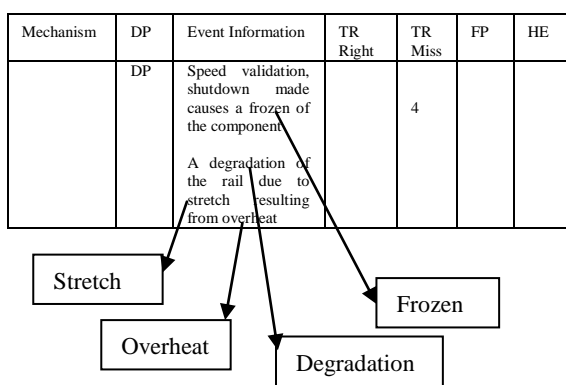 Mechanism DP Event Information TR Right TR Miss FP HE
DP
Speed validation,
shutdown made
causes a frozen of
the component
4
A degradation of
the rail due to
stretch resulting
from overheat
Stretch
Frozen
Overheat
Degradation